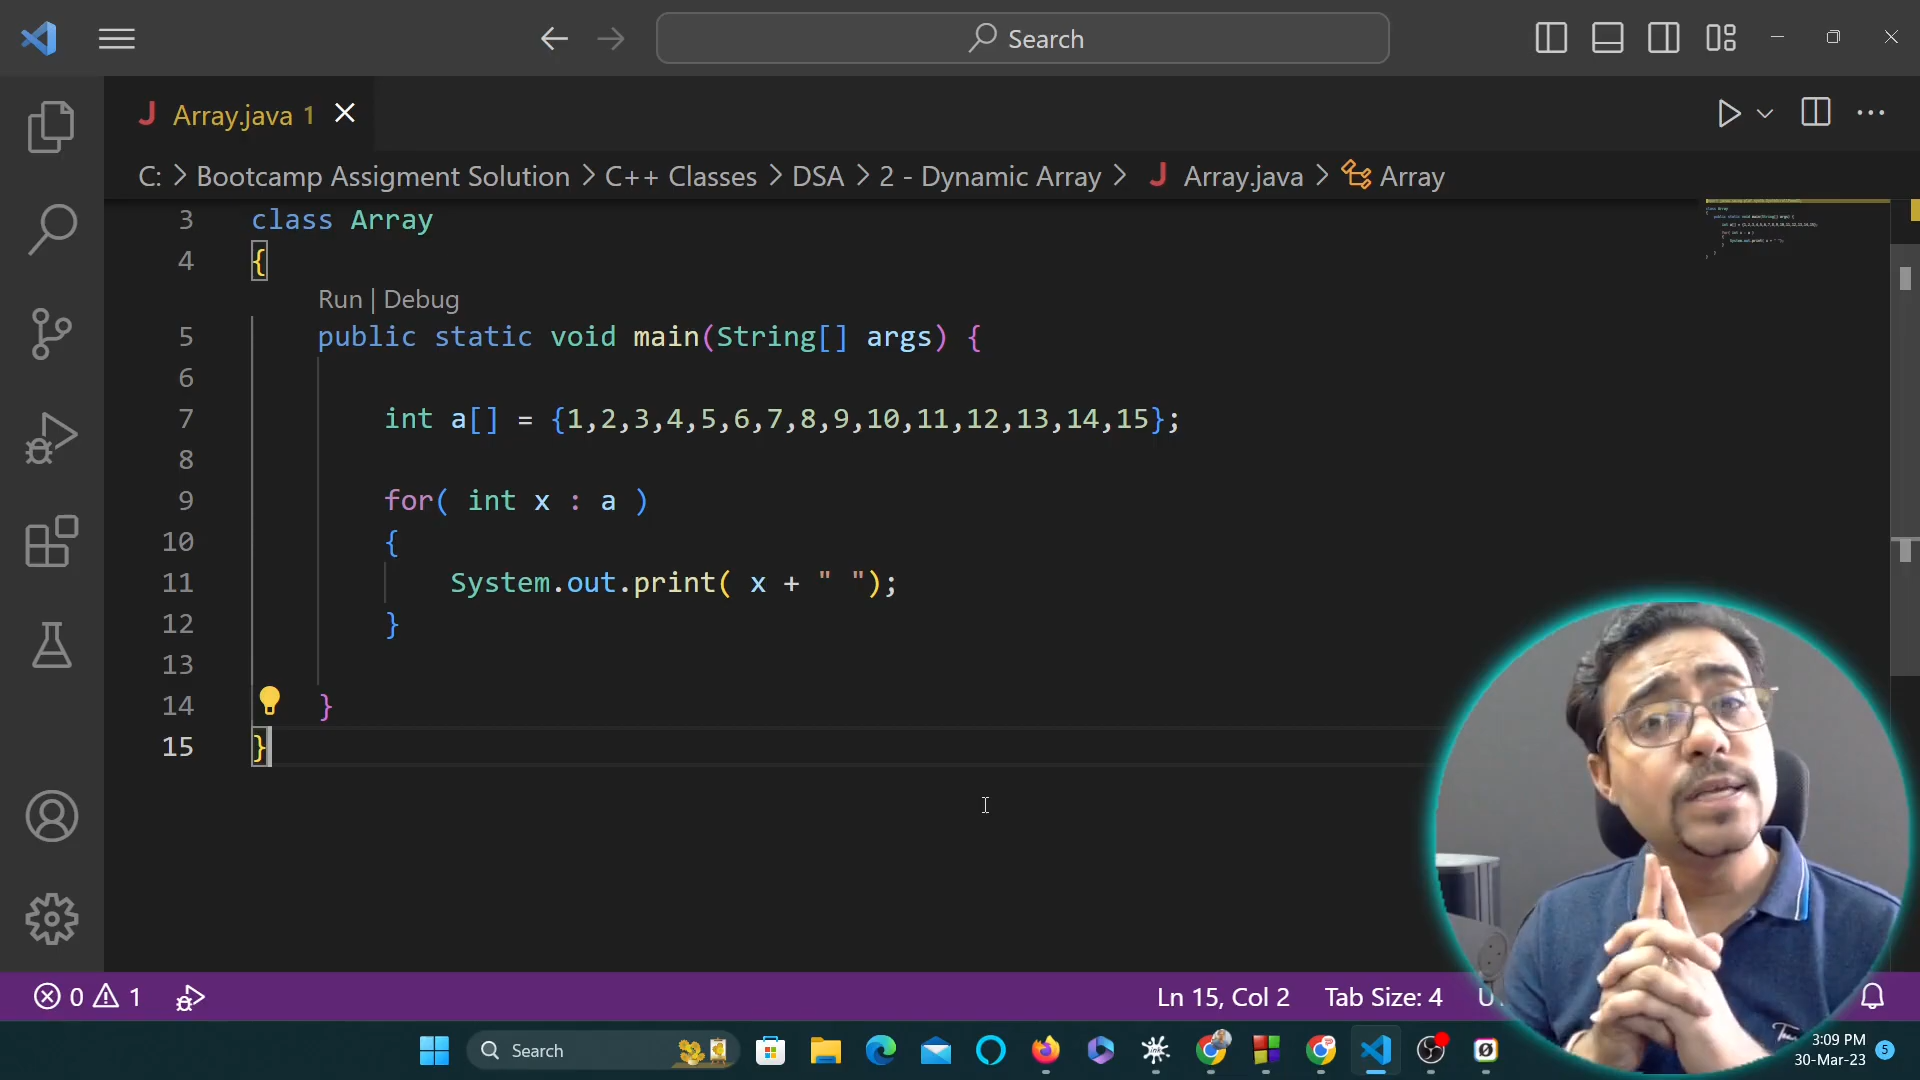 Search
J Array.java 1
C: > Bootcamp Assigment Solution > C++ Classes > DSA > 2 - Dynamic Array > J Array.java > Array
3 class Array
4 {
Run | Debug
5 public static void main(String[] args) {
6
7 int a[] = {1,2,3,4,5,6,7,8,9,10,11,12,13,14,15};
8
9 for( int x : a )
10 {
11 System.out.print( x + " ");
12 }
13
14 }
15 }
0 1
Ln 15, Col 2 Tab Size: 4
Search
3:09 PM
30-Mar-23
5